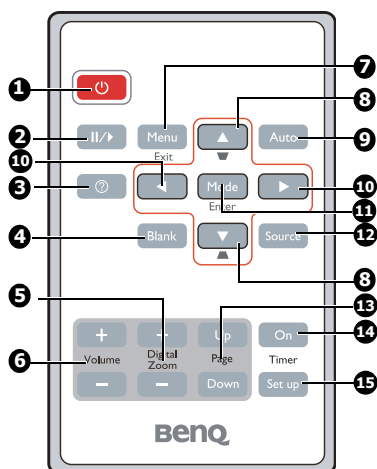 1
7
8
2
Menu
Auto
9
Exit
10
3
Mode
10
Enter
11
4
Blank
Source
12
8
5
13
+
+
Up
On
14
6
Volume
Digital
Zoom
Page
Timer
−
−
Down
Set up
15
BenQ